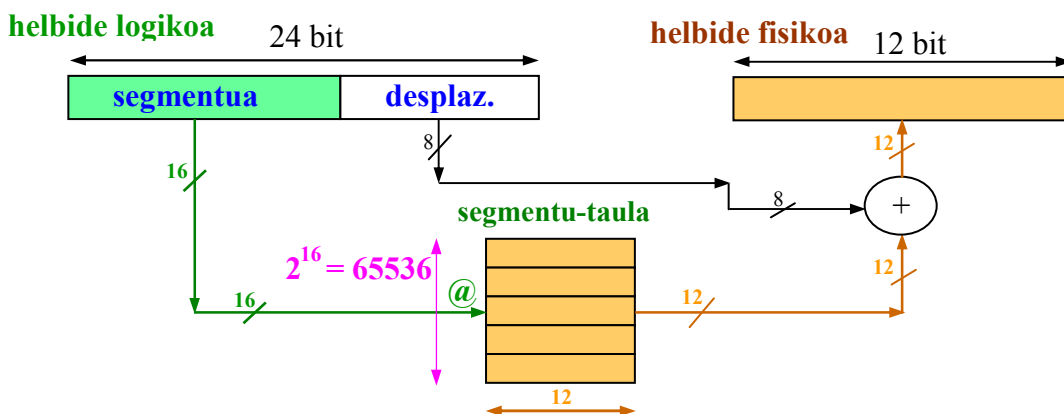 helbide logikoa
24 bit
helbide fisikoa
12 bit
segmentua
desplaz.
8
12
16
segmentu-taula
8
+
2^16 = 65536
@
12
16
12
12